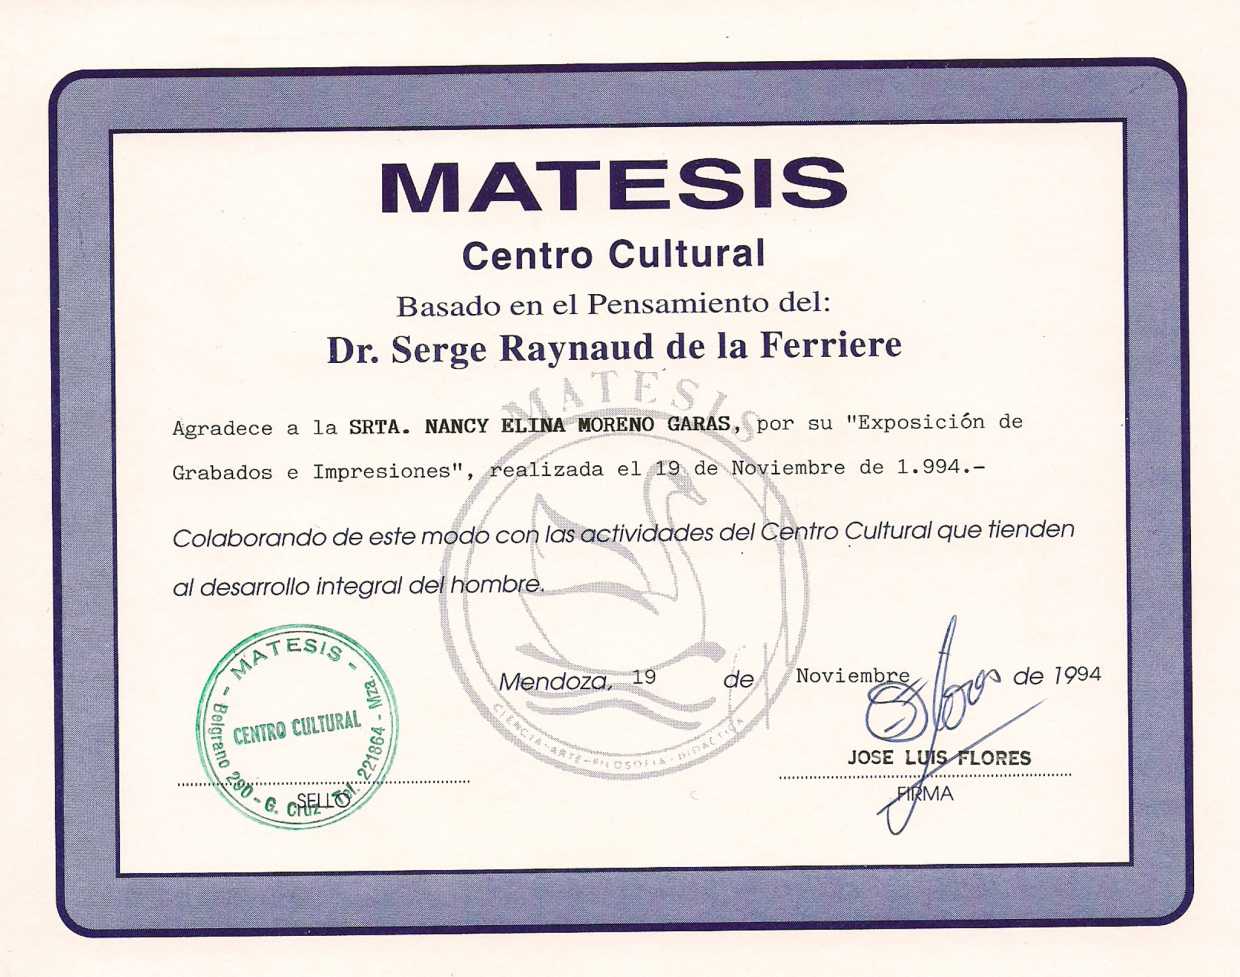 MATESIS
Centro Cultural
Basado en el Pensamiento del:
Dr. Serge Raynaud de la Ferriere
MATESIS
Agradece a la SRTA. NANCY ELINA MORENO GARAS, por su "Exposición de
Grabados e Impresiones", realizada el 19 de Noviembre de 1.994.-
Colaborando de este modo con las actividades del Centro Cultural que tienden
al desarrollo integral del hombre.
CIENCIA-ARTE-FILOSOFIA-DIDACTICA
Mendoza, 19 de Noviembre de 1994
- MATESIS -
CENTRO CULTURAL
Belgrano 290 - G. Cruz - Tel. 221864 - Mza.
SELLO
Flores
JOSE LUIS FLORES
FIRMA